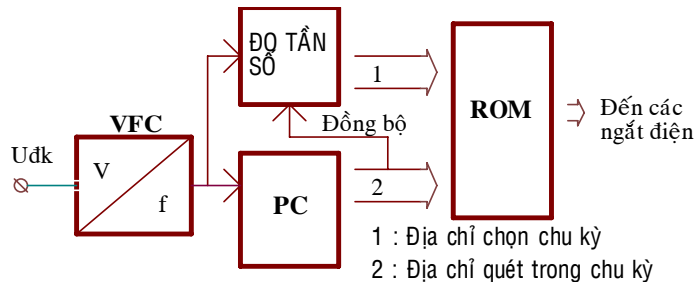 ĐO TẦN
SỐ
1
ROM
Đến các
ngắt điện
VFC
Đồng bộ
Uđk
V
f
PC
2
1 : Địa chỉ chọn chu kỳ
2 : Địa chỉ quét trong chu kỳ